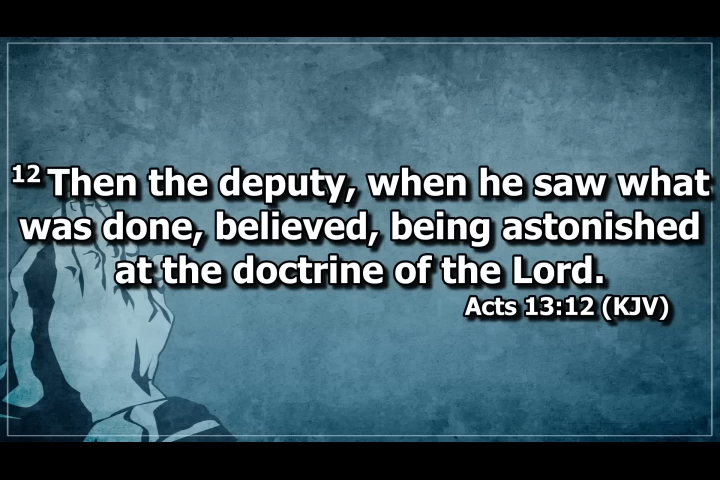 12 Then the deputy, when he saw what
was done, believed, being astonished
at the doctrine of the Lord.
Acts 13:12 (KJV)